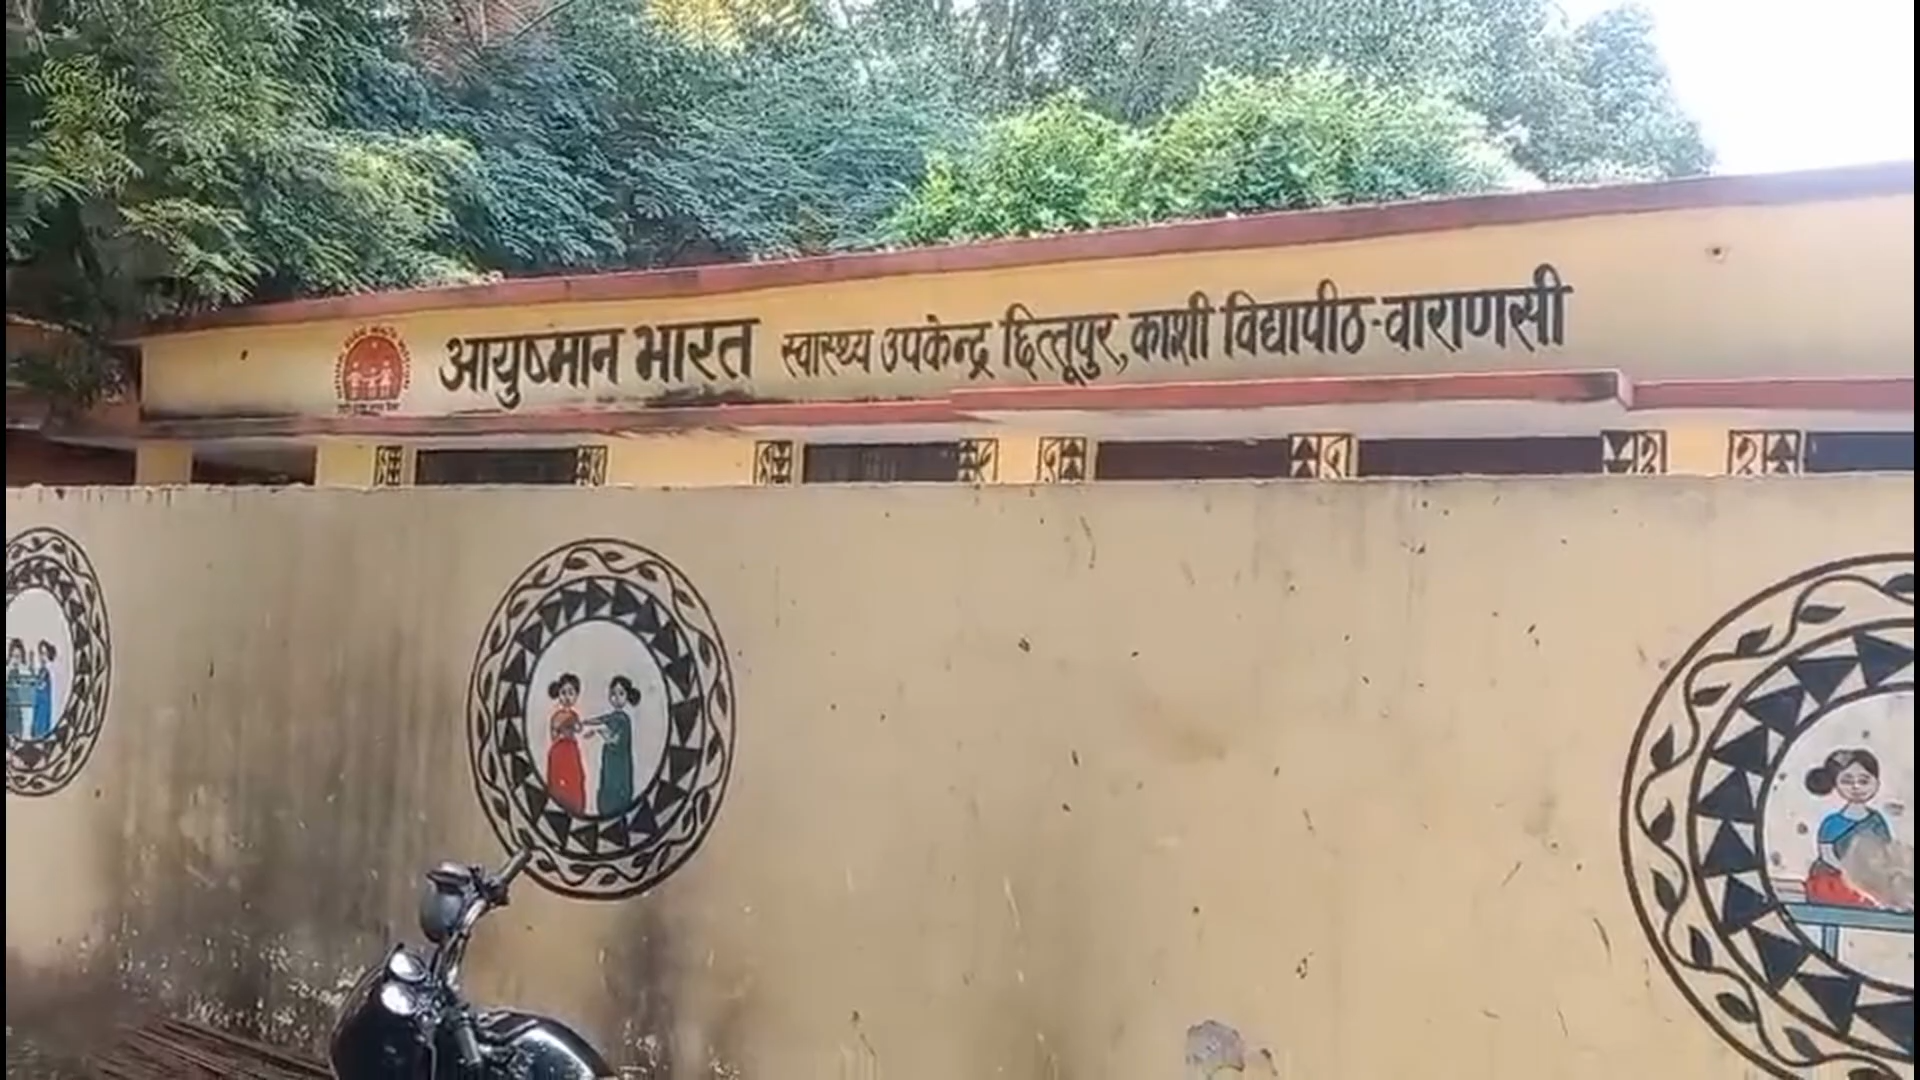 आयुष्मान भारत स्वास्थ्य उपकेन्द्र छित्तूपुर, काशी विद्यापीठ-वाराणसी